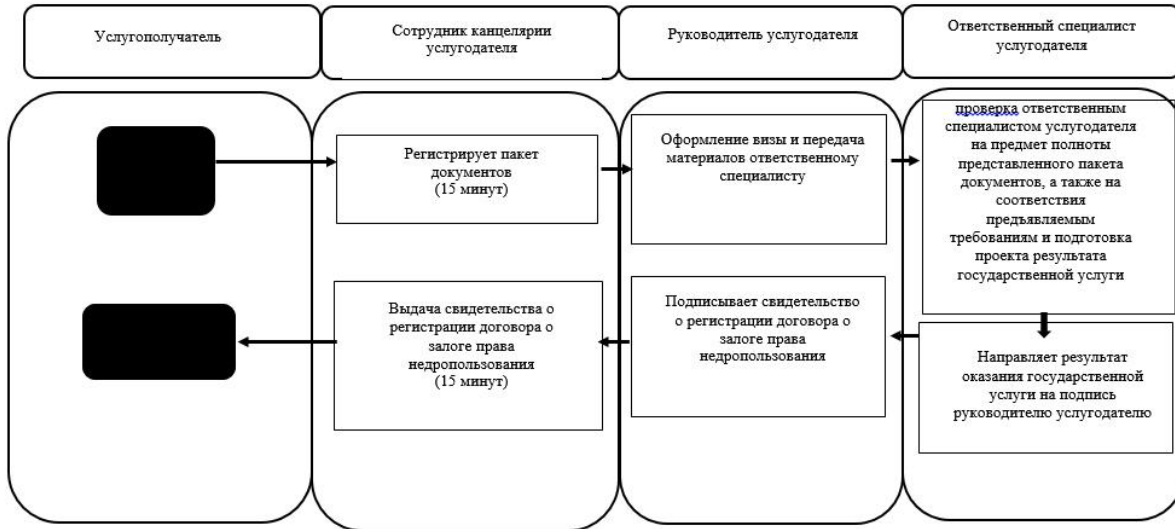 Услугополучатель
Сотрудник канцелярии
услугодателя
Руководитель услугодателя
Ответственный специалист
услугодателя
Регистрирует пакет
документов
(15 минут)
Оформление визы и передача
материалов ответственному
специалисту
проверка ответственным
специалистом услугодателя
на предмет полноты
представленного пакета
документов, а также на
соответствия
предъявляемым
требованиям и подготовка
проекта результата
государственной услуги
Выдача свидетельства о
регистрации договора о
залоге права
недропользования
(15 минут)
Подписывает свидетельство
о регистрации договора о
залоге права
недропользования
Направляет результат
оказания государственной
услуги на подпись
руководителю услугодателю